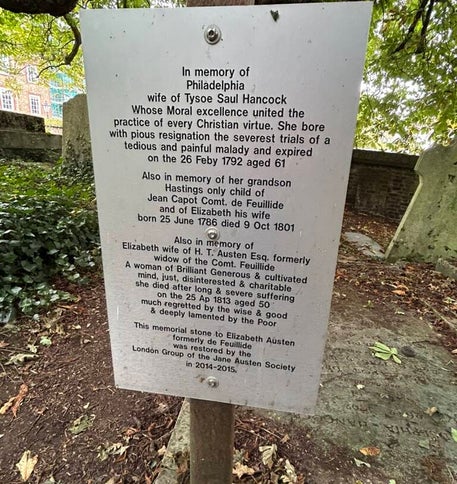 In memory of
Philadelphia
wife of Tysoe Saul Hancock
Whose Moral excellence united the
practice of every Christian virtue. She bore
with pious resignation the severest trials of a
tedious and painful malady and expired
on the 26 Feby 1792 aged 61
Also in memory of her grandson
Hastings only child of
Jean Capot Comt. de Feuillide
and of Elizabeth his wife
born 25 June 1786 died 9 Oct 1801
Also in memory of
Elizabeth wife of H. T. Austen Esq. formerly
widow of the Comt. Feuillide
A woman of Brilliant Generous & cultivated
mind, just, disinterested & charitable
she died after long & severe suffering
on the 25 Ap 1813 aged 50
much regretted by the wise & good
& deeply lamented by the Poor
This memorial stone to Elizabeth Austen
formerly de Feuillide
was restored by the
London Group of the Jane Austen Society
in 2014-2015.